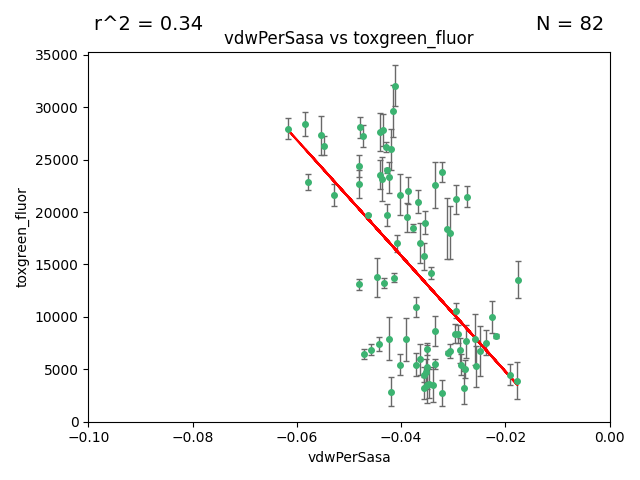 r^2 = 0.34
N = 82
vdwPerSasa vs toxgreen_fluor
35000
30000
25000
20000
15000
10000
5000
0
toxgreen_fluor
−0.10
−0.08
−0.06
−0.04
−0.02
0.00
vdwPerSasa